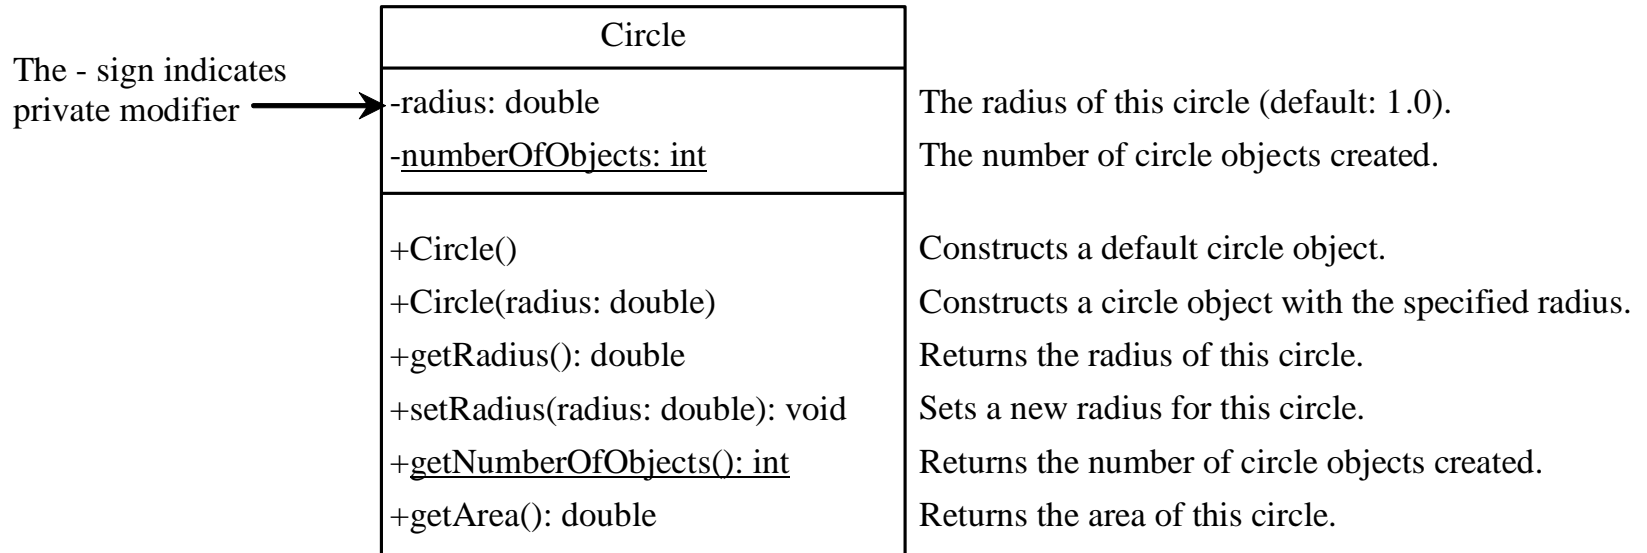 Circle
The - sign indicates
private modifier
-radius: double
The radius of this circle (default: 1.0).
-numberOfObjects: int
The number of circle objects created.
+Circle()
Constructs a default circle object.
+Circle(radius: double)
Constructs a circle object with the specified radius.
+getRadius(): double
Returns the radius of this circle.
+setRadius(radius: double): void
Sets a new radius for this circle.
+getNumberOfObjects(): int
Returns the number of circle objects created.
+getArea(): double
Returns the area of this circle.